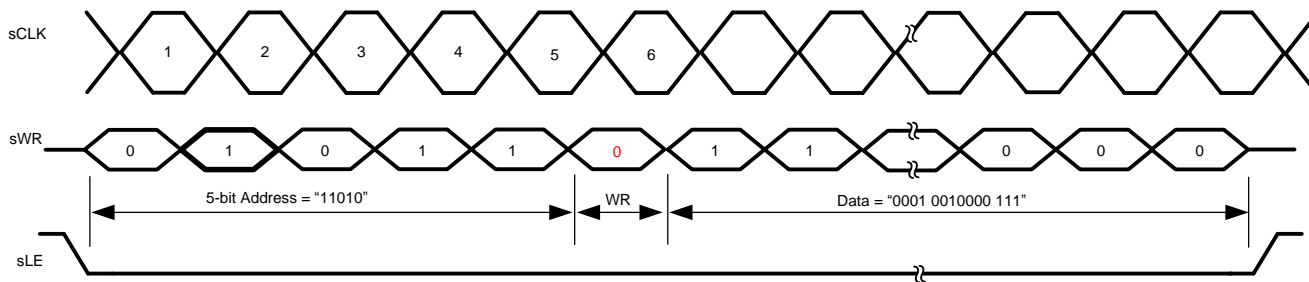 sCLK 1 2 3 4 5 6
sWR 0 1 0 1 1 0 1 1 0 0 0
5-bit Address = “11010” WR Data = “0001 0010000 111”
sLE